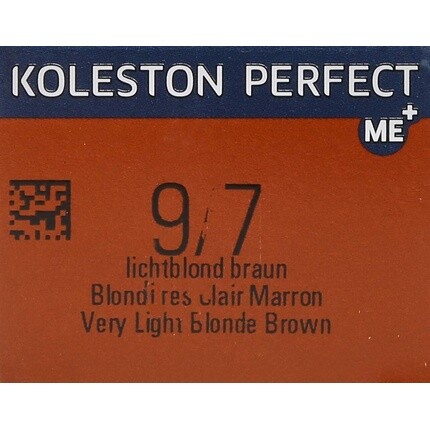 KOLESTON PERFECT
ME+
9/7
lichtblond braun
Blond Très Clair Marron
Very Light Blonde Brown